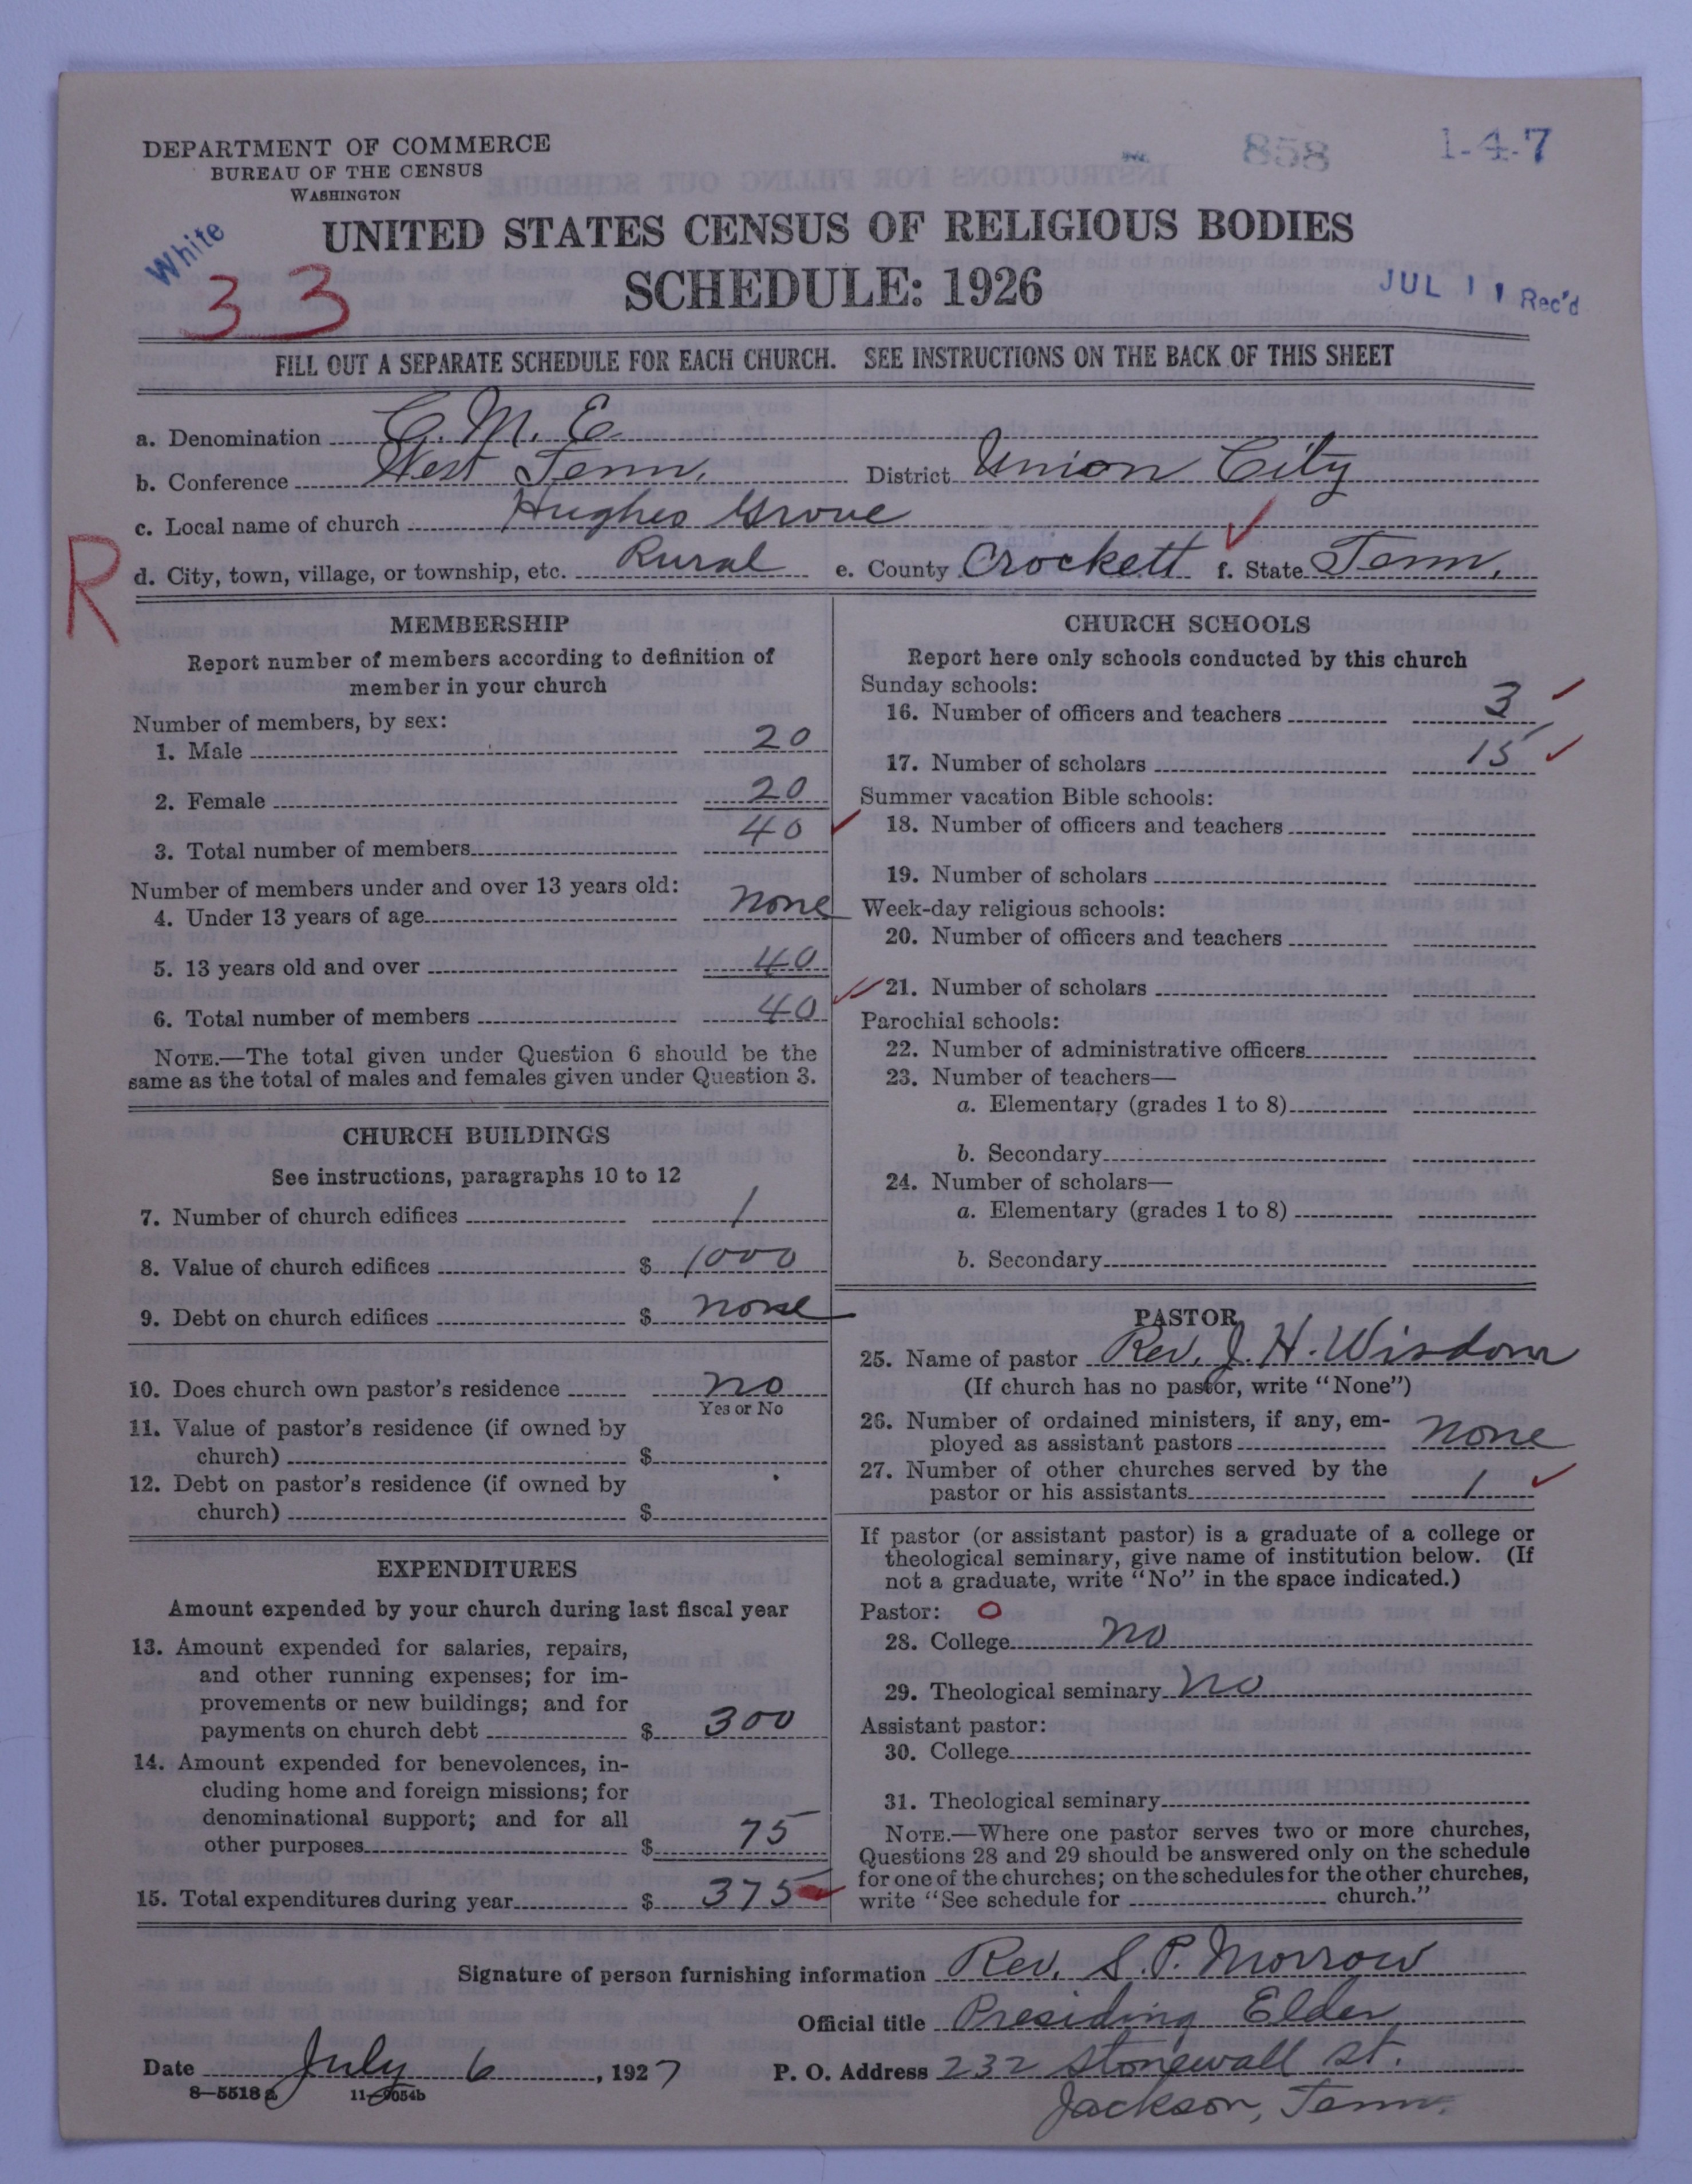 DEPARTMENT OF COMMERCE
BUREAU OF THE CENSUS
WASHINGTON
858
1-4-7
White
33
UNITED STATES CENSUS OF RELIGIOUS BODIES
SCHEDULE: 1926
JUL 11 Rec'd
FILL OUT A SEPARATE SCHEDULE FOR EACH CHURCH. SEE INSTRUCTIONS ON THE BACK OF THIS SHEET
a. Denomination C. M. E.
b. Conference West Tenn. District Union City
c. Local name of church Hughes Grove
R
d. City, town, village, or township, etc. Rural e. County Crockett f. State Tenn.
MEMBERSHIP
Report number of members according to definition of
member in your church
Number of members, by sex:
1. Male 20
2. Female 20
3. Total number of members 40
Number of members under and over 13 years old:
4. Under 13 years of age none
5. 13 years old and over 40
6. Total number of members 40
NOTE.—The total given under Question 6 should be the
same as the total of males and females given under Question 3.
CHURCH BUILDINGS
See instructions, paragraphs 10 to 12
7. Number of church edifices 1
8. Value of church edifices $ 1000
9. Debt on church edifices $ none
10. Does church own pastor's residence no
Yes or No
11. Value of pastor's residence (if owned by
church) $
12. Debt on pastor's residence (if owned by
church) $
EXPENDITURES
Amount expended by your church during last fiscal year
13. Amount expended for salaries, repairs,
and other running expenses; for im-
provements or new buildings; and for
payments on church debt $ 300
14. Amount expended for benevolences, in-
cluding home and foreign missions; for
denominational support; and for all
other purposes $ 75
15. Total expenditures during year $ 375
CHURCH SCHOOLS
Report here only schools conducted by this church
Sunday schools:
16. Number of officers and teachers 3
17. Number of scholars 15
Summer vacation Bible schools:
18. Number of officers and teachers
19. Number of scholars
Week-day religious schools:
20. Number of officers and teachers
21. Number of scholars
Parochial schools:
22. Number of administrative officers
23. Number of teachers—
a. Elementary (grades 1 to 8)
b. Secondary
24. Number of scholars—
a. Elementary (grades 1 to 8)
b. Secondary
PASTOR
25. Name of pastor Rev. J. H. Wisdom
(If church has no pastor, write "None")
26. Number of ordained ministers, if any, em-
ployed as assistant pastors none
27. Number of other churches served by the
pastor or his assistants 1
If pastor (or assistant pastor) is a graduate of a college or
theological seminary, give name of institution below. (If
not a graduate, write "No" in the space indicated.)
Pastor: O
28. College no
29. Theological seminary no
Assistant pastor:
30. College
31. Theological seminary
NOTE.—Where one pastor serves two or more churches,
Questions 28 and 29 should be answered only on the schedule
for one of the churches; on the schedules for the other churches,
write "See schedule for church."
Signature of person furnishing information Rev. S. P. Morrow
Official title Presiding Elder
Date July 6, 1927 P. O. Address 232 Stonewall St.
8—5518a 11—9054b
Jackson, Tenn.